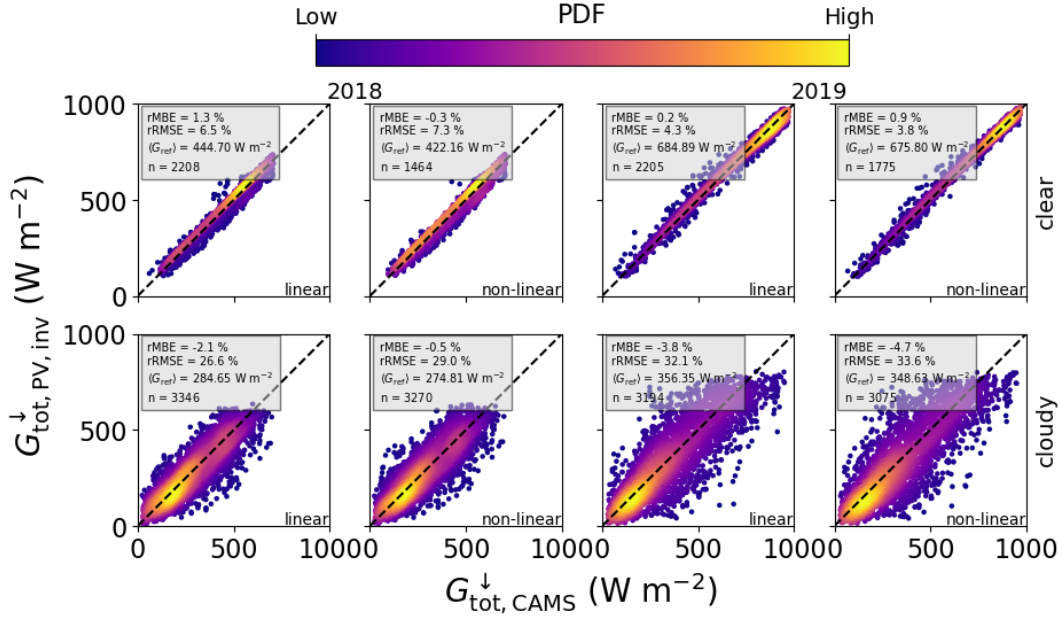 Low PDF High
2018 2019
1000
500
0
rMBE = 1.3 %
rRMSE = 6.5 %
⟨G_ref⟩ = 444.70 W m⁻²
n = 2208
linear
rMBE = -0.3 %
rRMSE = 7.3 %
⟨G_ref⟩ = 422.16 W m⁻²
n = 1464
non-linear
rMBE = 0.2 %
rRMSE = 4.3 %
⟨G_ref⟩ = 684.89 W m⁻²
n = 2205
linear
rMBE = 0.9 %
rRMSE = 3.8 %
⟨G_ref⟩ = 675.80 W m⁻²
n = 1775
non-linear
clear
G↓tot, PV, inv (W m⁻²)
1000
500
0
rMBE = -2.1 %
rRMSE = 26.6 %
⟨G_ref⟩ = 284.65 W m⁻²
n = 3346
linear
rMBE = -0.5 %
rRMSE = 29.0 %
⟨G_ref⟩ = 274.81 W m⁻²
n = 3270
non-linear
rMBE = -3.8 %
rRMSE = 32.1 %
⟨G_ref⟩ = 356.35 W m⁻²
n = 3194
linear
rMBE = -4.7 %
rRMSE = 33.6 %
⟨G_ref⟩ = 348.63 W m⁻²
n = 3075
non-linear
cloudy
0 500 1000 0 500 1000 0 500 1000 0 500 1000
G↓tot, CAMS (W m⁻²)